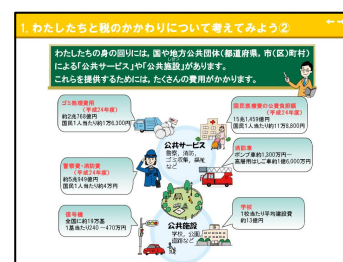 1. わたしたちと税のかかわりについて考えてみよう②
わたしたちの身の回りには,国や地方公共団体(都道府県,市(区)町村)
による「公共サービス」や「公共施設」があります。
これらを提供するためには,たくさんの費用がかかります。
ゴミ処理費用
(平成24年度)
約2兆768億円
国民1人当たり約1万6,300円
国民医療費の公費負担額
(平成24年度)
15兆1,459億円
国民1人当たり約11万8,800円
公共サービス
警察,消防,
ゴミ収集,福祉
など
消防車
ポンプ車約1,300万円~
高層用はしご車約1億6,000万円
警察費・消防費
(平成24年度)
約5兆949億円
国民1人当たり約4万円
信号機
全国に約19万基
1基当たり240~470万円
公共施設
学校,公園,
道路など
学校
1校当たり平均建設費
約13億円